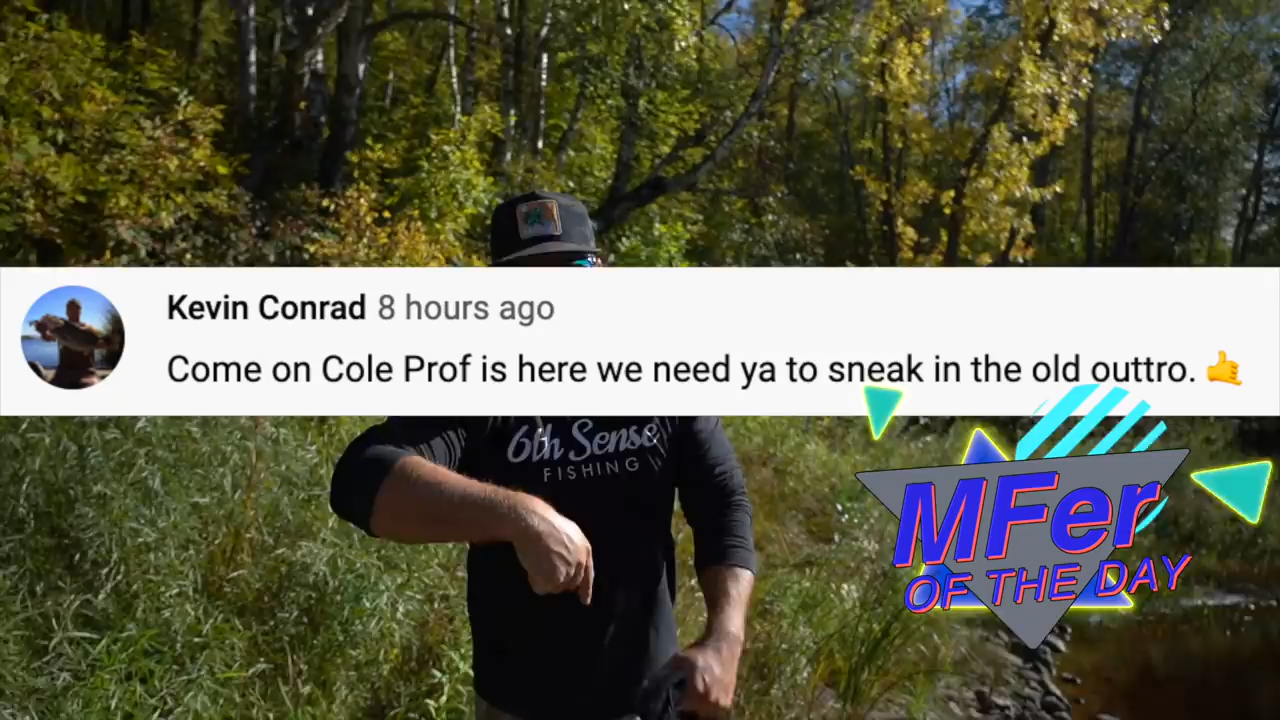 Kevin Conrad 8 hours ago
Come on Cole Prof is here we need ya to sneak in the old outtro. 🤙
6th Sense
FISHING
MFer
OF THE DAY